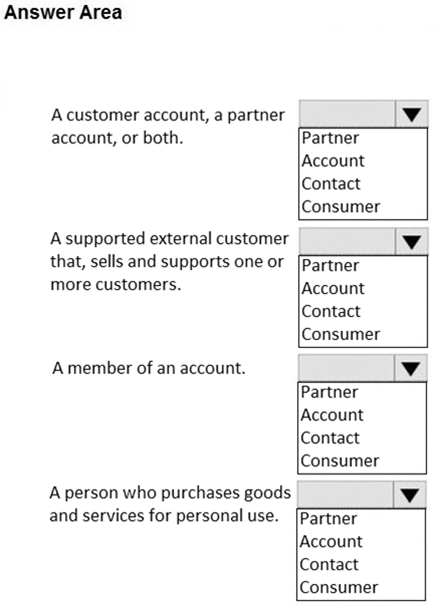 Answer Area
A customer account, a partner
account, or both.
Partner
Account
Contact
Consumer
A supported external customer
that, sells and supports one or
more customers.
Partner
Account
Contact
Consumer
A member of an account.
Partner
Account
Contact
Consumer
A person who purchases goods
and services for personal use.
Partner
Account
Contact
Consumer